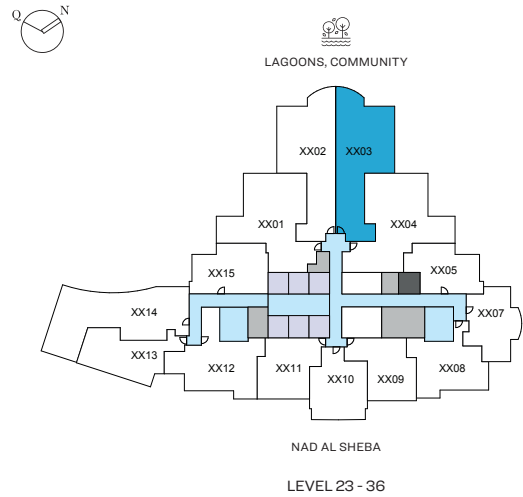 Q N
LAGOONS, COMMUNITY
XX02 XX03
XX01 XX04
XX15 XX05
XX14 XX07
XX13 XX12 XX11 XX10 XX09 XX08
NAD AL SHEBA
LEVEL 23 - 36